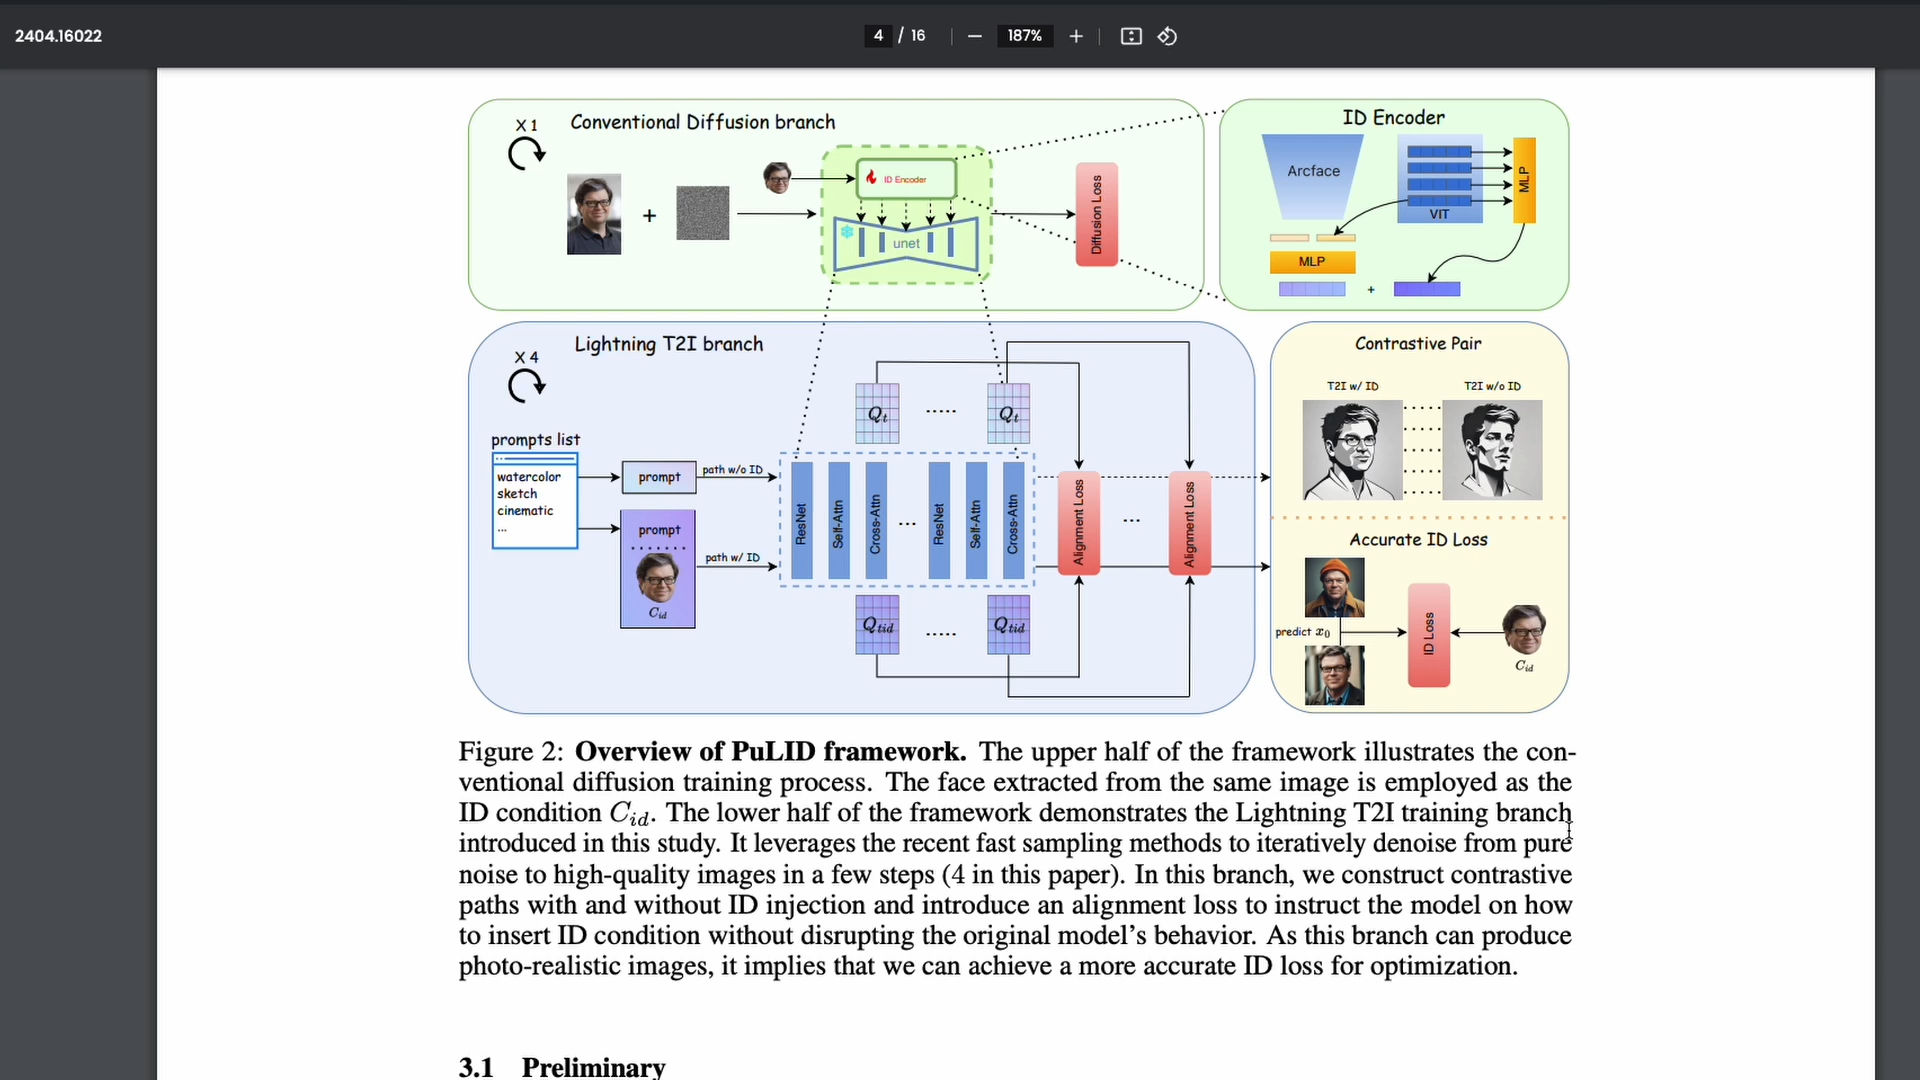 2404.16022
4 / 16
187%
X 1
Conventional Diffusion branch
+
ID Encoder
unet
Diffusion Loss
ID Encoder
Arcface
VIT
MLP
MLP
+
X 4
Lightning T2I branch
prompts list
watercolor
sketch
cinematic
...
prompt
path w/o ID
prompt
C_{id}
path w/ ID
Q_t
.....
Q_t
ResNet
Self-Attn
Cross-Attn
...
ResNet
Self-Attn
Cross-Attn
Q_{tid}
.....
Q_{tid}
Alignment Loss
...
Alignment Loss
Contrastive Pair
T2I w/ ID
T2I w/o ID
Accurate ID Loss
predict x_0
ID Loss
C_{id}
Figure 2: Overview of PuLID framework. The upper half of the framework illustrates the con-
ventional diffusion training process. The face extracted from the same image is employed as the
ID condition C_{id}. The lower half of the framework demonstrates the Lightning T2I training branch
introduced in this study. It leverages the recent fast sampling methods to iteratively denoise from pure
noise to high-quality images in a few steps (4 in this paper). In this branch, we construct contrastive
paths with and without ID injection and introduce an alignment loss to instruct the model on how
to insert ID condition without disrupting the original model's behavior. As this branch can produce
photo-realistic images, it implies that we can achieve a more accurate ID loss for optimization.
3.1 Preliminary